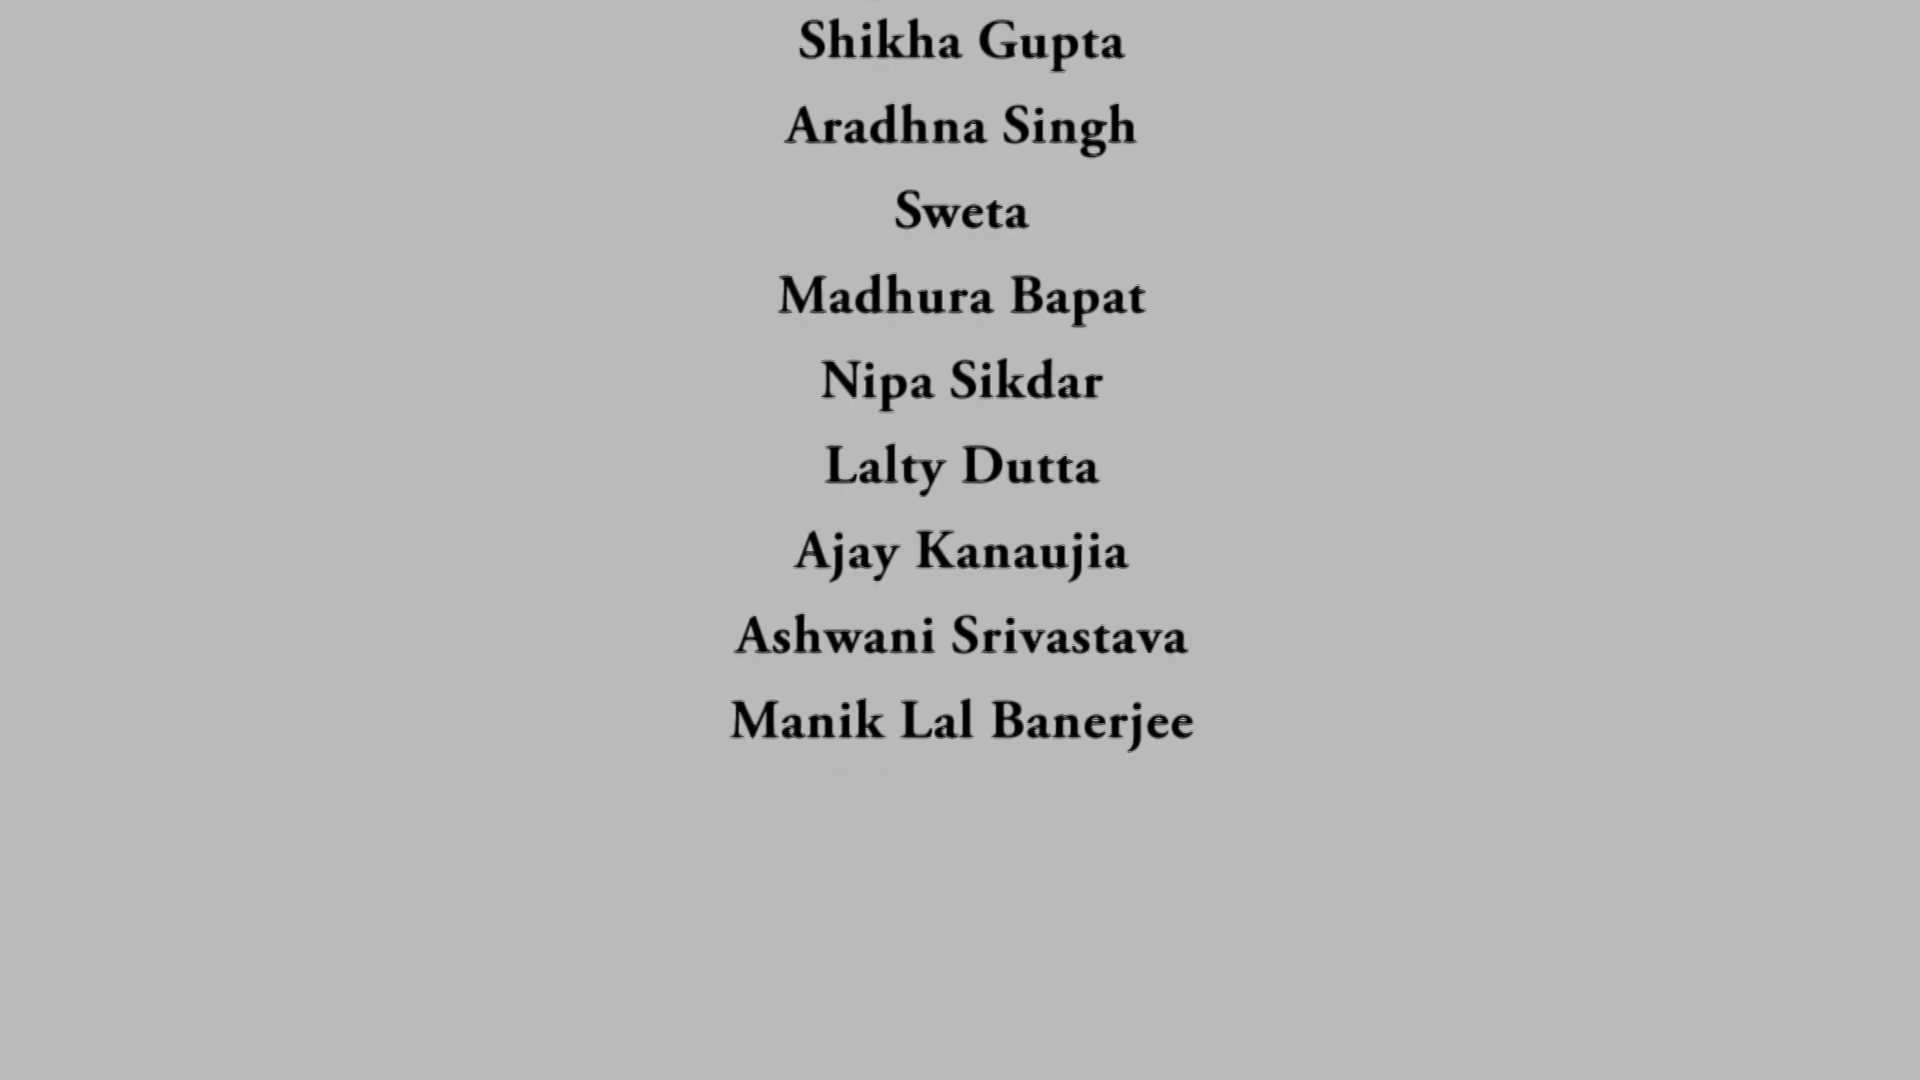 Shikha Gupta
Aradhna Singh
Sweta
Madhura Bapat
Nipa Sikdar
Lalty Dutta
Ajay Kanaujia
Ashwani Srivastava
Manik Lal Banerjee